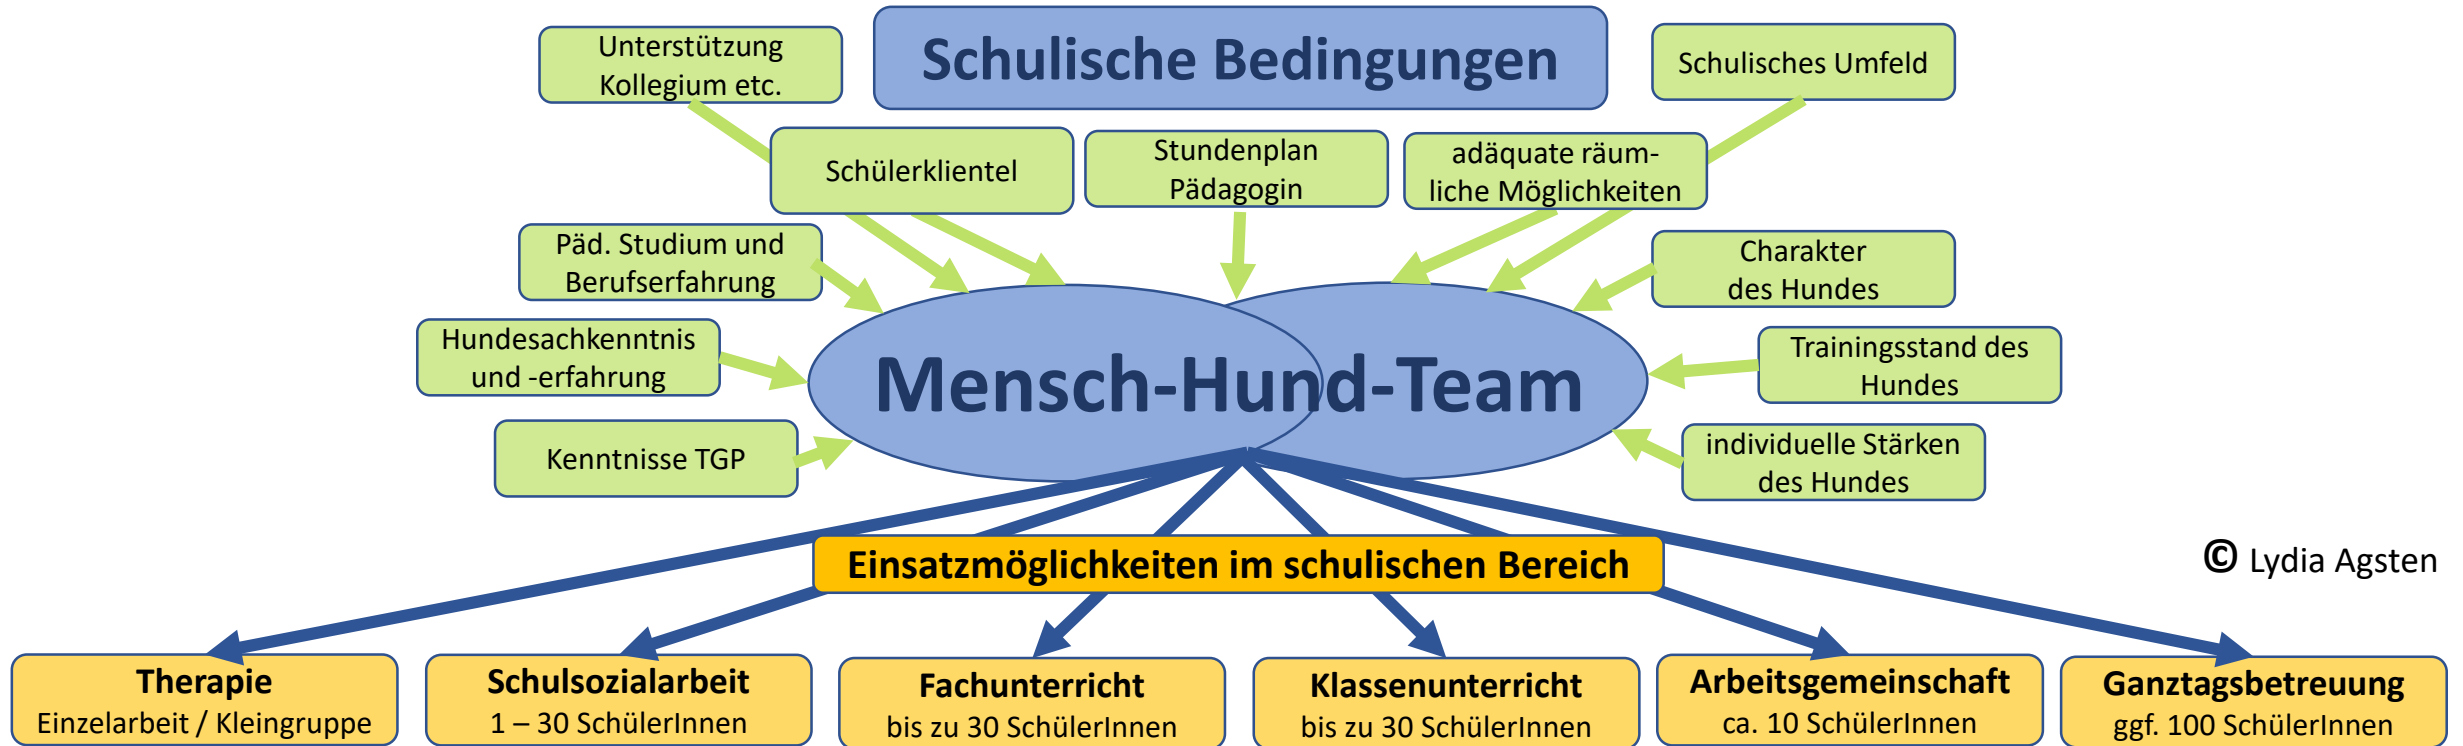 Schulische Bedingungen
Unterstützung
Kollegium etc.
Schulisches Umfeld
Schülerklientel
Stundenplan
Pädagogin
adäquate räum-
liche Möglichkeiten
Päd. Studium und
Berufserfahrung
Charakter
des Hundes
Hundesachkenntnis
und -erfahrung
Mensch-Hund-Team
Trainingsstand des
Hundes
Kenntnisse TGP
individuelle Stärken
des Hundes
Einsatzmöglichkeiten im schulischen Bereich
© Lydia Agsten
Therapie
Einzelarbeit / Kleingruppe
Schulsozialarbeit
1 – 30 SchülerInnen
Fachunterricht
bis zu 30 SchülerInnen
Klassenunterricht
bis zu 30 SchülerInnen
Arbeitsgemeinschaft
ca. 10 SchülerInnen
Ganztagsbetreuung
ggf. 100 SchülerInnen